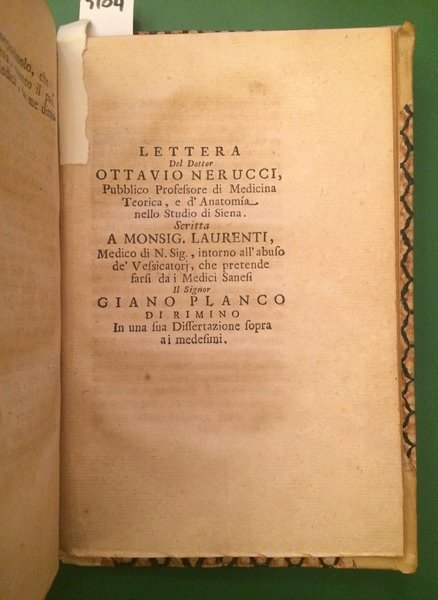 5104
LETTERA
Del Dottor
OTTAVIO NERUCCI,
Pubblico Profeſsore di Medicina
Teorica, e d'Anatomía
nello Studio di Siena.
Scritta
A MONSIG. LAURENTI,
Medico di N. Sig., intorno all'abuſo
de' Veſsicatorj, che pretende
farſi da i Medici Saneſi
Il Signor
GIANO PLANCO
DI RIMINO
In una ſua Diſſertazione ſopra
ai medeſimi.